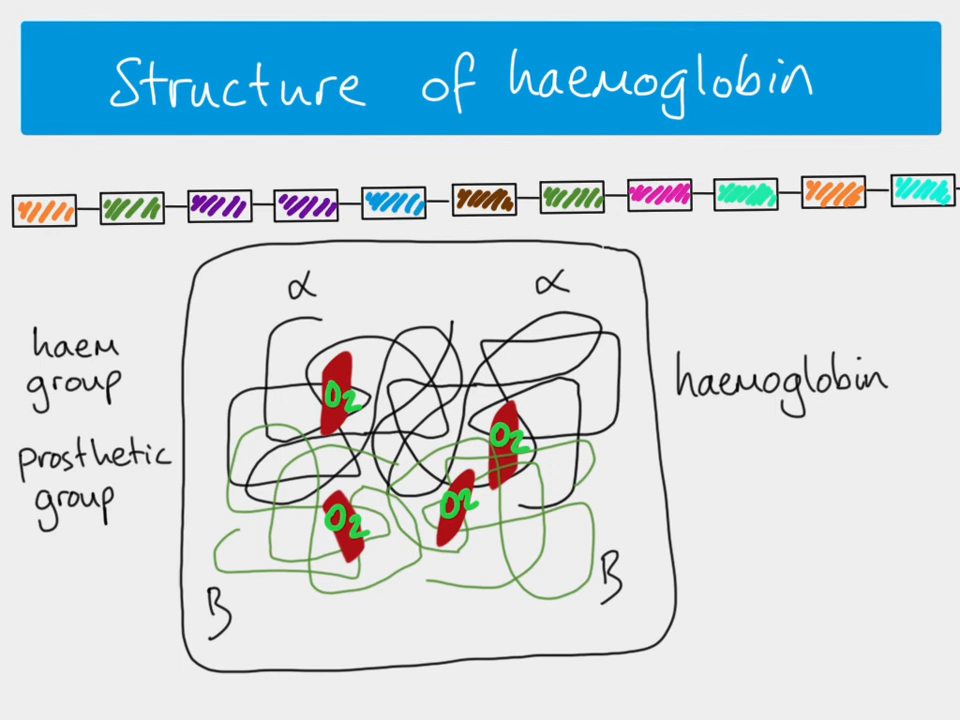 Structure of haemoglobin
α
α
haem
group
haemoglobin
O2
O2
prosthetic
group
O2
O2
B
B